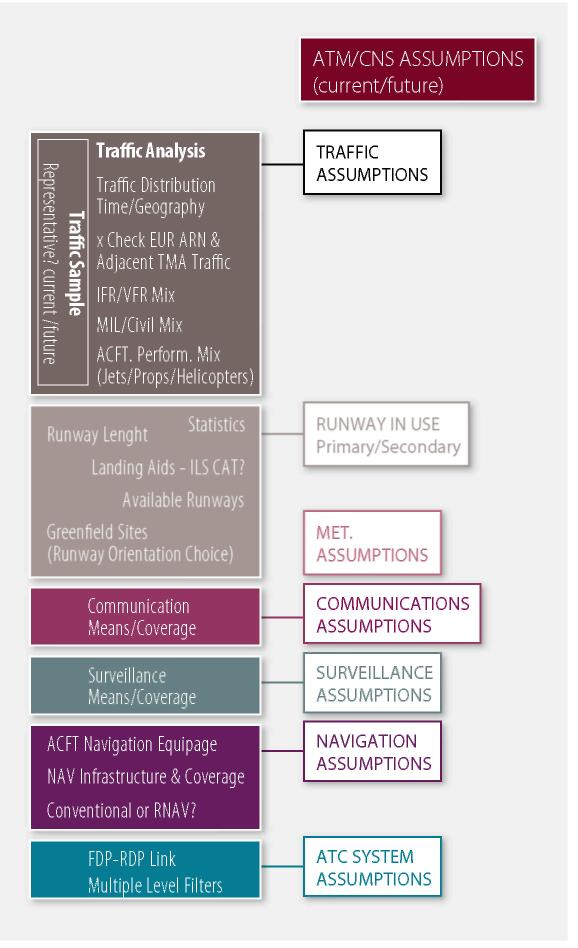 ATM/CNS ASSUMPTIONS
(current/future)
Traffic Sample
Representative? current /future
Traffic Analysis
Traffic Distribution
Time/Geography
x Check EUR ARN &
Adjacent TMA Traffic
IFR/VFR Mix
MIL/Civil Mix
ACFT. Perform. Mix
(Jets/Props/Helicopters)
TRAFFIC
ASSUMPTIONS
Statistics
Runway Lenght
Landing Aids - ILS CAT?
Available Runways
Greenfield Sites
(Runway Orientation Choice)
RUNWAY IN USE
Primary/Secondary
MET.
ASSUMPTIONS
Communication
Means/Coverage
COMMUNICATIONS
ASSUMPTIONS
Surveillance
Means/Coverage
SURVEILLANCE
ASSUMPTIONS
ACFT Navigation Equipage
NAV Infrastructure & Coverage
Conventional or RNAV?
NAVIGATION
ASSUMPTIONS
FDP-RDP Link
Multiple Level Filters
ATC SYSTEM
ASSUMPTIONS